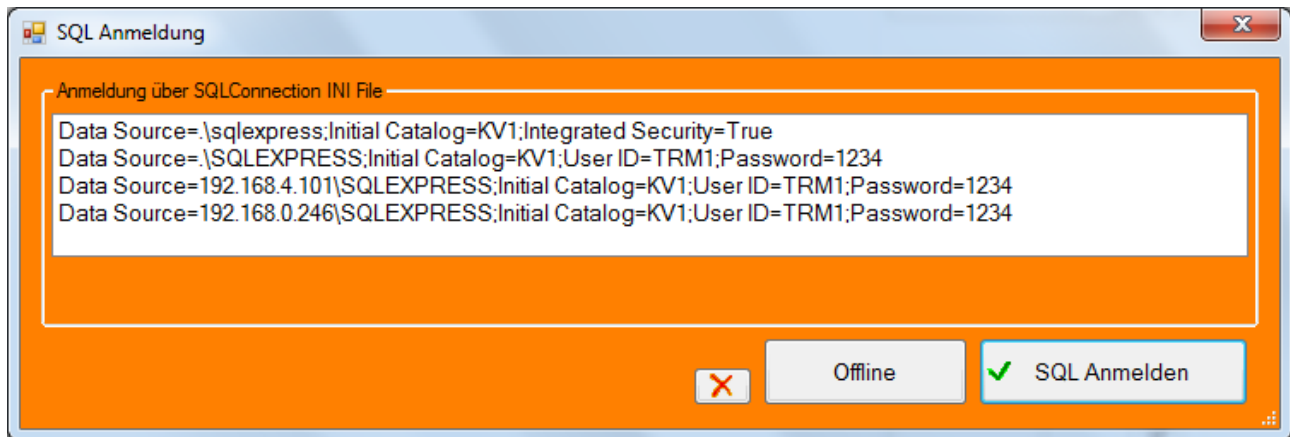 SQL Anmeldung
Anmeldung über SQLConnection INI File
Data Source=.\sqlexpress;Initial Catalog=KV1;Integrated Security=True
Data Source=.\SQLEXPRESS;Initial Catalog=KV1;User ID=TRM1;Password=1234
Data Source=192.168.4.101\SQLEXPRESS;Initial Catalog=KV1;User ID=TRM1;Password=1234
Data Source=192.168.0.246\SQLEXPRESS;Initial Catalog=KV1;User ID=TRM1;Password=1234
Offline
SQL Anmelden